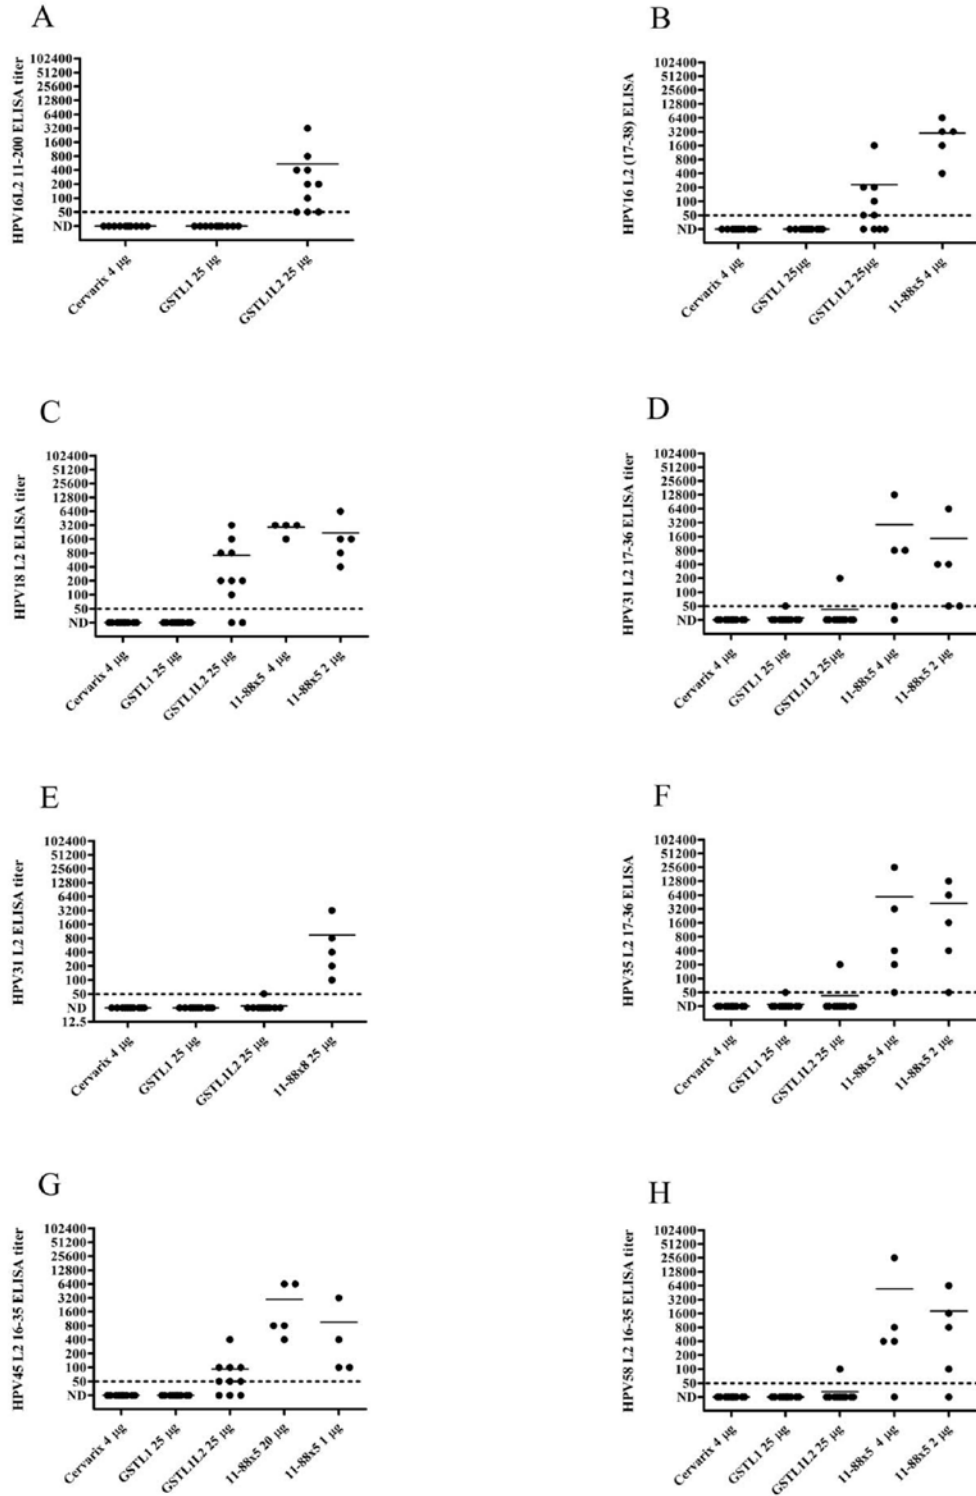 A
HPV16L2 11-200 ELISA titer
102400
51200
25600
12800
6400
3200
1600
800
400
200
100
50
ND
Cervarix 4 µg
GSTL1 25 µg
GSTL1L2 25 µg
B
HPV16 L2 (17-38) ELISA
102400
51200
25600
12800
6400
3200
1600
800
400
200
100
50
ND
Cervarix 4 µg
GSTL1 25µg
GSTL1L2 25µg
11-88x5 4 µg
C
HPV18 L2 ELISA titer
102400
51200
25600
12800
6400
3200
1600
800
400
200
100
50
ND
Cervarix 4 µg
GSTL1 25 µg
GSTL1L2 25 µg
11-88x5 4 µg
11-88x5 2 µg
D
HPV31 L2 17-36 ELISA titer
102400
51200
25600
12800
6400
3200
1600
800
400
200
100
50
ND
Cervarix 4 µg
GSTL1 25 µg
GSTL1L2 25 µg
11-88x5 4 µg
11-88x5 2 µg
E
HPV31 L2 ELISA titer
102400
51200
25600
12800
6400
3200
1600
800
400
200
100
50
ND
12.5
Cervarix 4 µg
GSTL1 25 µg
GSTL1L2 25 µg
11-88x8 25 µg
F
HPV35 L2 17-36 ELISA
102400
51200
25600
12800
6400
3200
1600
800
400
200
100
50
ND
Cervarix 4 µg
GSTL1 25 µg
GSTL1L2 25 µg
11-88x5 4 µg
11-88x5 2 µg
G
HPV45 L2 16-35 ELISA titer
102400
51200
25600
12800
6400
3200
1600
800
400
200
100
50
ND
Cervarix 4 µg
GSTL1 25 µg
GSTL1L2 25 µg
11-88x5 20 µg
11-88x5 1 µg
H
HPV58 L2 16-35 ELISA titer
102400
51200
25600
12800
6400
3200
1600
800
400
200
100
50
ND
Cervarix 4 µg
GSTL1 25 µg
GSTL1L2 25 µg
11-88x5 4 µg
11-88x5 2 µg